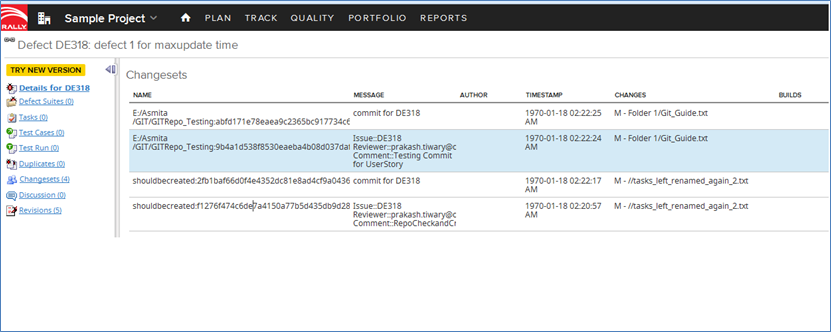 RALLY
Sample Project
PLAN TRACK QUALITY PORTFOLIO REPORTS
Defect DE318: defect 1 for maxupdate time
TRY NEW VERSION
Details for DE318
Defect Suites (0)
Tasks (0)
Test Cases (0)
Test Run (0)
Duplicates (0)
Changesets (4)
Discussion (0)
Revisions (5)
Changesets
NAME MESSAGE AUTHOR TIMESTAMP CHANGES BUILDS
E:/Asmita commit for DE318 1970-01-18 02:22:25 M - Folder 1/Git_Guide.txt
/GIT/GITRepo_Testing:abfd171e78eaea9c2365bc917734c6 AM
E:/Asmita Issue::DE318 1970-01-18 02:22:24 M - Folder 1/Git_Guide.txt
/GIT/GITRepo_Testing:9b4a1d538f8530eaeba4b08d037da Reviewer::prakash.tiwary@c AM
Comment::Testing Commit
for UserStory
shouldbecreated:2fb1baf66d0f4e4352dc81e8ad4cf9a0436 commit for DE318 1970-01-18 02:22:17 M - //tasks_left_renamed_again_2.txt
AM
shouldbecreated:f1276f474c6de7a4150a77b5d435db9d28 Issue::DE318 1970-01-18 02:20:57 M - //tasks_left_renamed_again_2.txt
Reviewer::prakash.tiwary@c AM
Comment::RepoCheckandCr